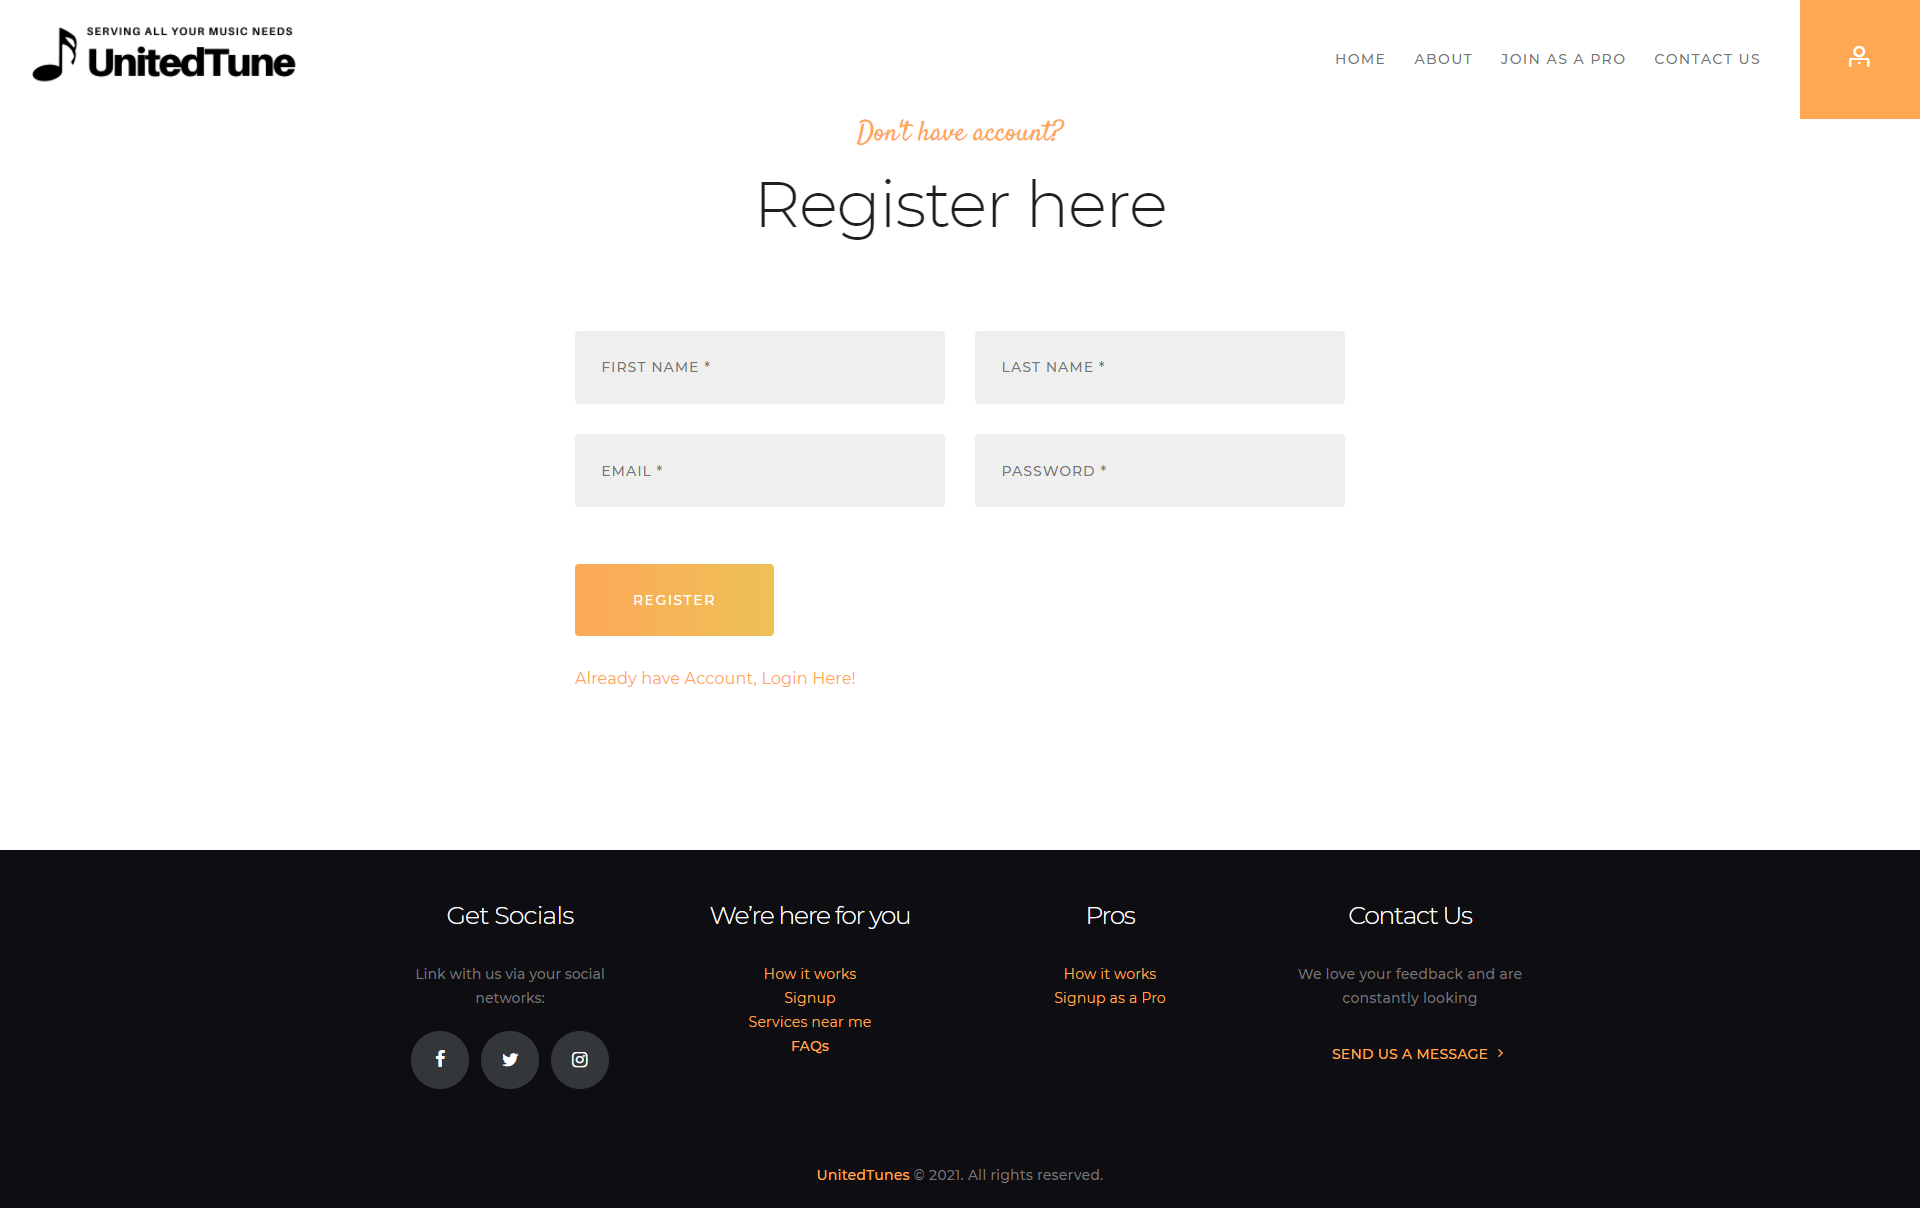 SERVING ALL YOUR MUSIC NEEDS
UnitedTune
HOME ABOUT JOIN AS A PRO CONTACT US
Don't have account?
Register here
FIRST NAME * LAST NAME *
EMAIL * PASSWORD *
REGISTER
Already have Account, Login Here!
Get Socials
Link with us via your social
networks:
We’re here for you
How it works
Signup
Services near me
FAQs
Pros
How it works
Signup as a Pro
Contact Us
We love your feedback and are
constantly looking
SEND US A MESSAGE
UnitedTunes © 2021. All rights reserved.